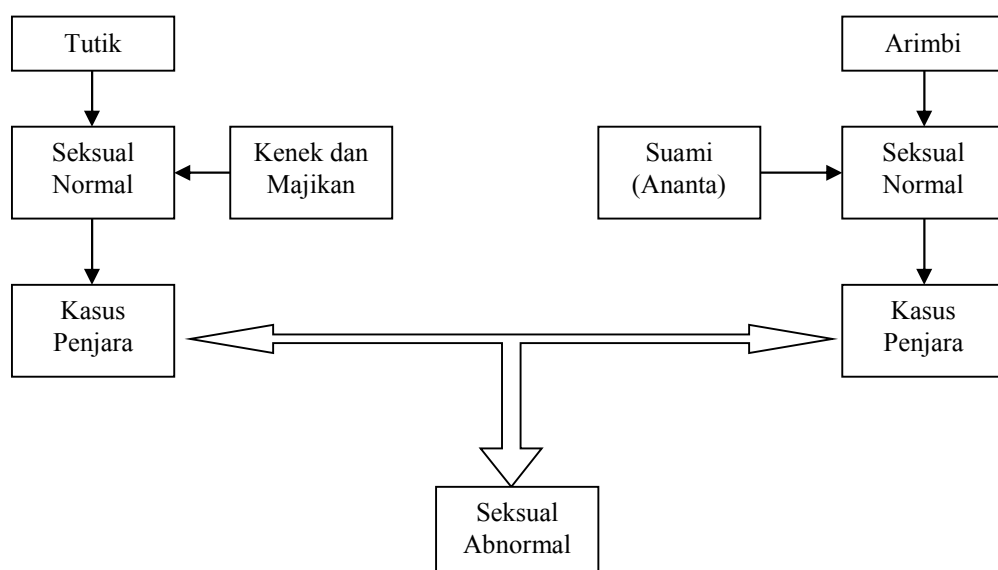 Tutik
Arimbi
Seksual
Normal
Kenek dan
Majikan
Suami
(Ananta)
Seksual
Normal
Kasus
Penjara
Kasus
Penjara
Seksual
Abnormal